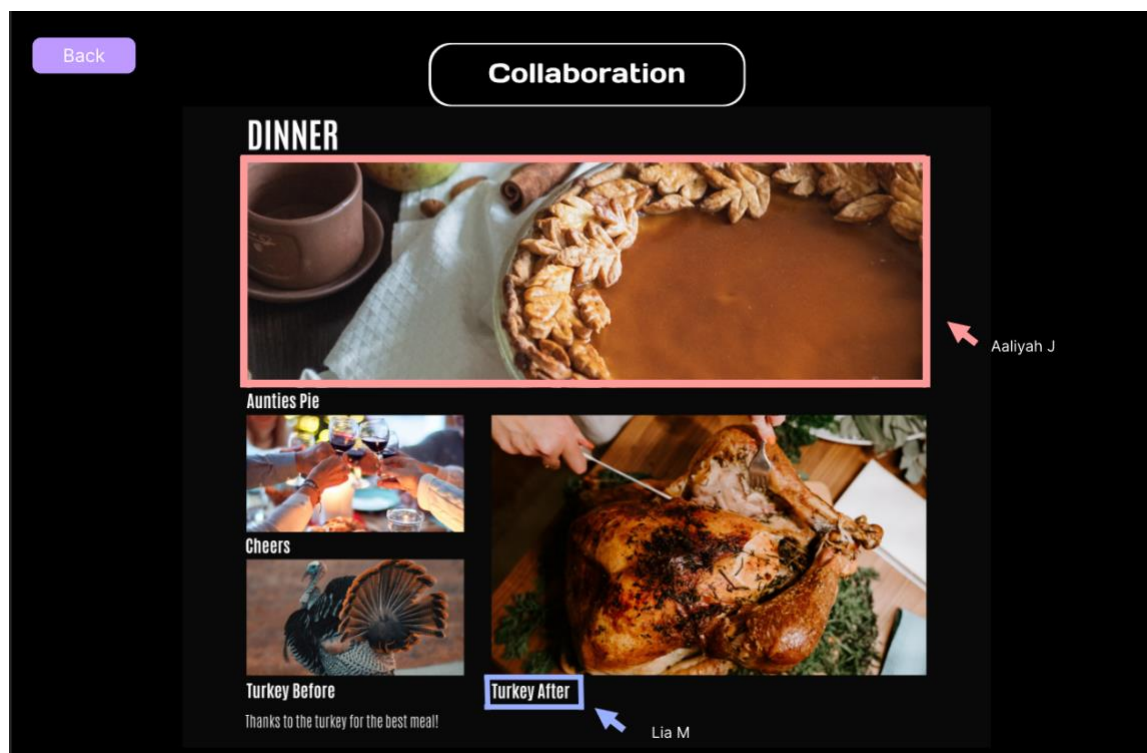 Back
Collaboration
DINNER
Aaliyah J
Aunties Pie
Cheers
Turkey Before
Turkey After
Thanks to the turkey for the best meal!
Lia M